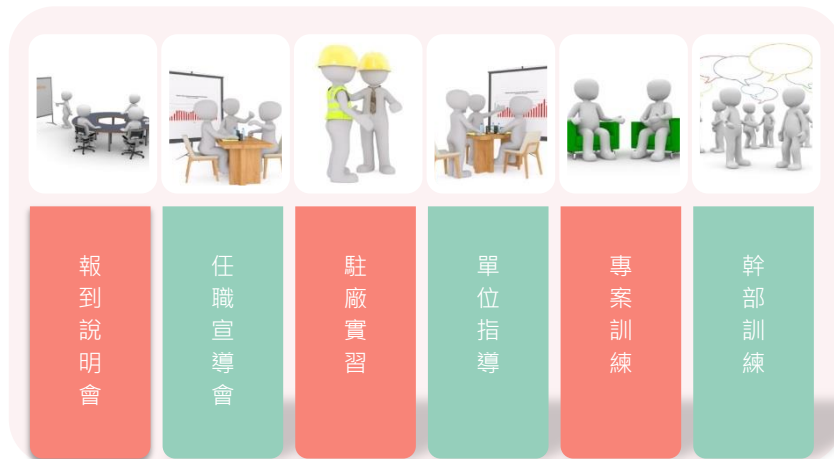 報到說明會
任職宣導會
駐廠實習
單位指導
專案訓練
幹部訓練